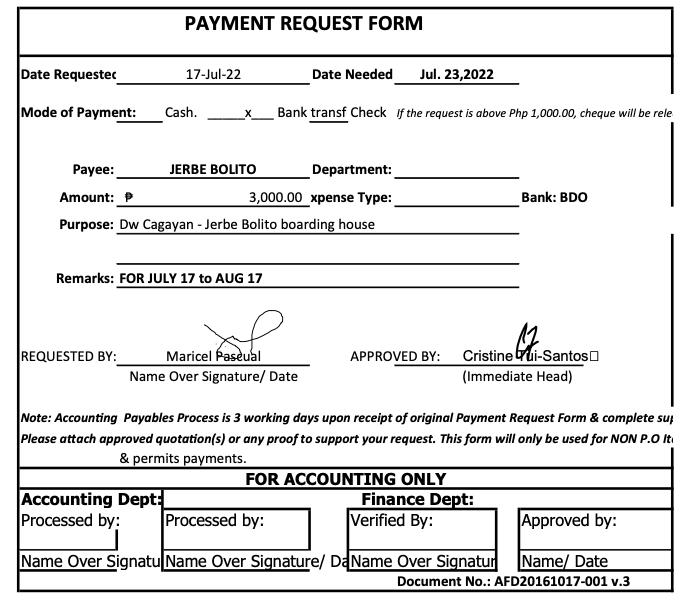 PAYMENT REQUEST FORM
Date Requested 17-Jul-22 Date Needed Jul. 23,2022
Mode of Payment: Cash. _____x___ Bank transf Check If the request is above Php 1,000.00, cheque will be rele
Payee: JERBE BOLITO Department:
Amount: ₱ 3,000.00 xpense Type: Bank: BDO
Purpose: Dw Cagayan - Jerbe Bolito boarding house
Remarks: FOR JULY 17 to AUG 17
REQUESTED BY: Maricel Pascual APPROVED BY: Cristine Tui-Santos□
Name Over Signature/ Date (Immediate Head)
Note: Accounting Payables Process is 3 working days upon receipt of original Payment Request Form & complete sup
Please attach approved quotation(s) or any proof to support your request. This form will only be used for NON P.O Ite
& permits payments.
FOR ACCOUNTING ONLY
Accounting Dept: Finance Dept:
Processed by: Processed by: Verified By: Approved by:
Name Over Signatu Name Over Signature/ Da Name Over Signatur Name/ Date
Document No.: AFD20161017-001 v.3